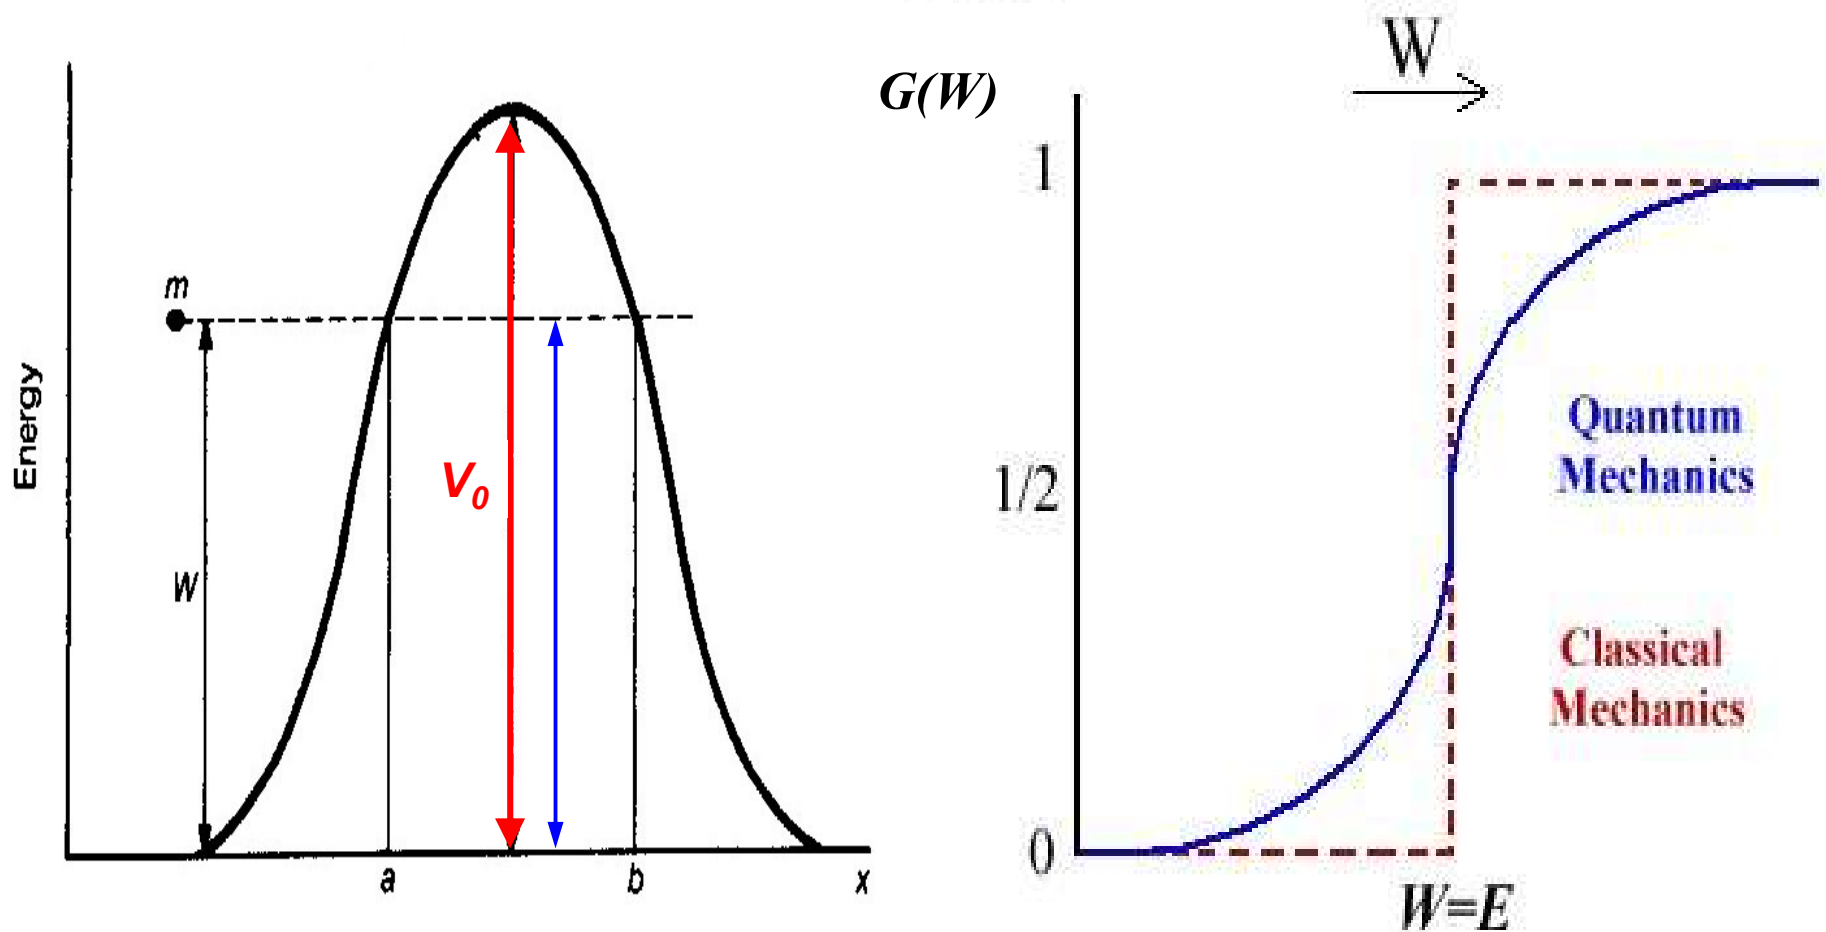 Energy
m
W
V0
a
b
x
G(W)
W
1
1/2
0
Quantum
Mechanics
Classical
Mechanics
W=E